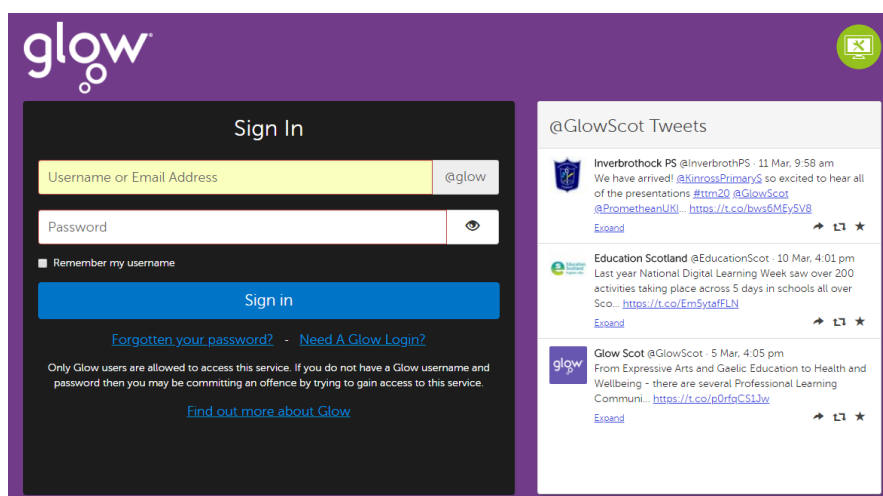 glow
Sign In
Username or Email Address @glow
Password
Remember my username
Sign in
Forgotten your password? - Need A Glow Login?
Only Glow users are allowed to access this service. If you do not have a Glow username and
password then you may be committing an offence by trying to gain access to this service.
Find out more about Glow
@GlowScot Tweets
Inverbrothock PS @InverbrothPS · 11 Mar, 9:58 am
We have arrived! @KinrossPrimaryS so excited to hear all
of the presentations #ttm20 @GlowScot
@PrometheanUKI... https://t.co/bws6MEy5V8
Expand
Education Scotland
Education Scotland @EducationScot · 10 Mar, 4:01 pm
Last year National Digital Learning Week saw over 200
activities taking place across 5 days in schools all over
Sco... https://t.co/Em5ytafFLN
Expand
glow
Glow Scot @GlowScot · 5 Mar, 4:05 pm
From Expressive Arts and Gaelic Education to Health and
Wellbeing - there are several Professional Learning
Communi... https://t.co/p0rfqCS1Jw
Expand